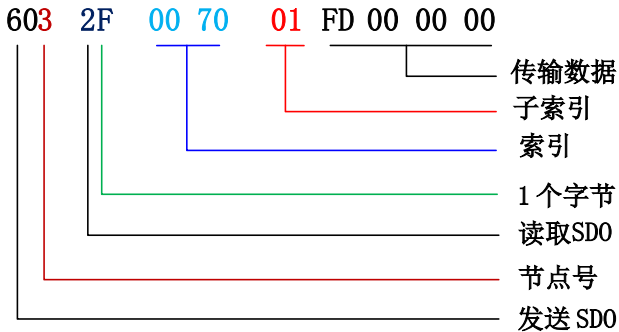 603 2F 00 70 01 FD 00 00 00
传输数据
子索引
索引
1个字节
读取SDO
节点号
发送SDO